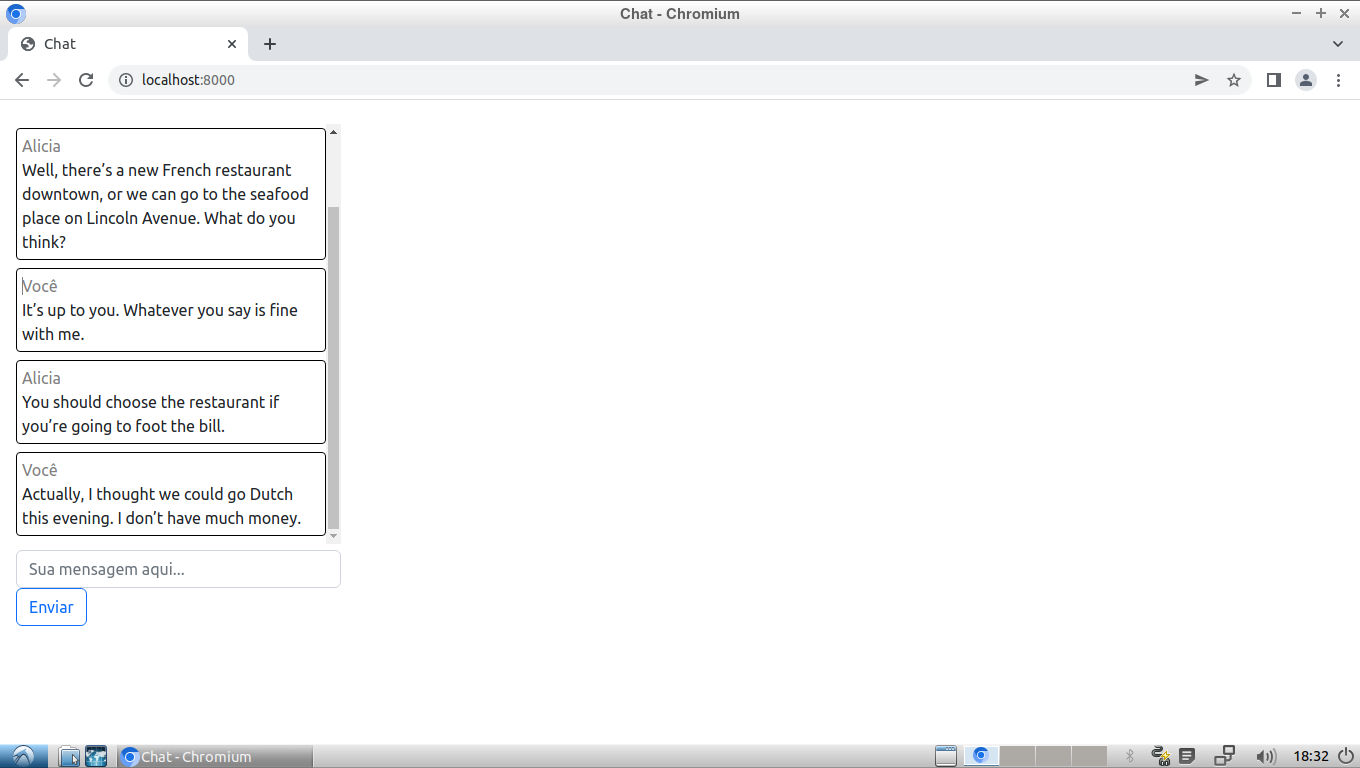 Chat - Chromium
Chat
localhost:8000
Alicia
Well, there’s a new French restaurant
downtown, or we can go to the seafood
place on Lincoln Avenue. What do you
think?
Você
It’s up to you. Whatever you say is fine
with me.
Alicia
You should choose the restaurant if
you’re going to foot the bill.
Você
Actually, I thought we could go Dutch
this evening. I don’t have much money.
Sua mensagem aqui...
Enviar
Chat - Chromium
18:32